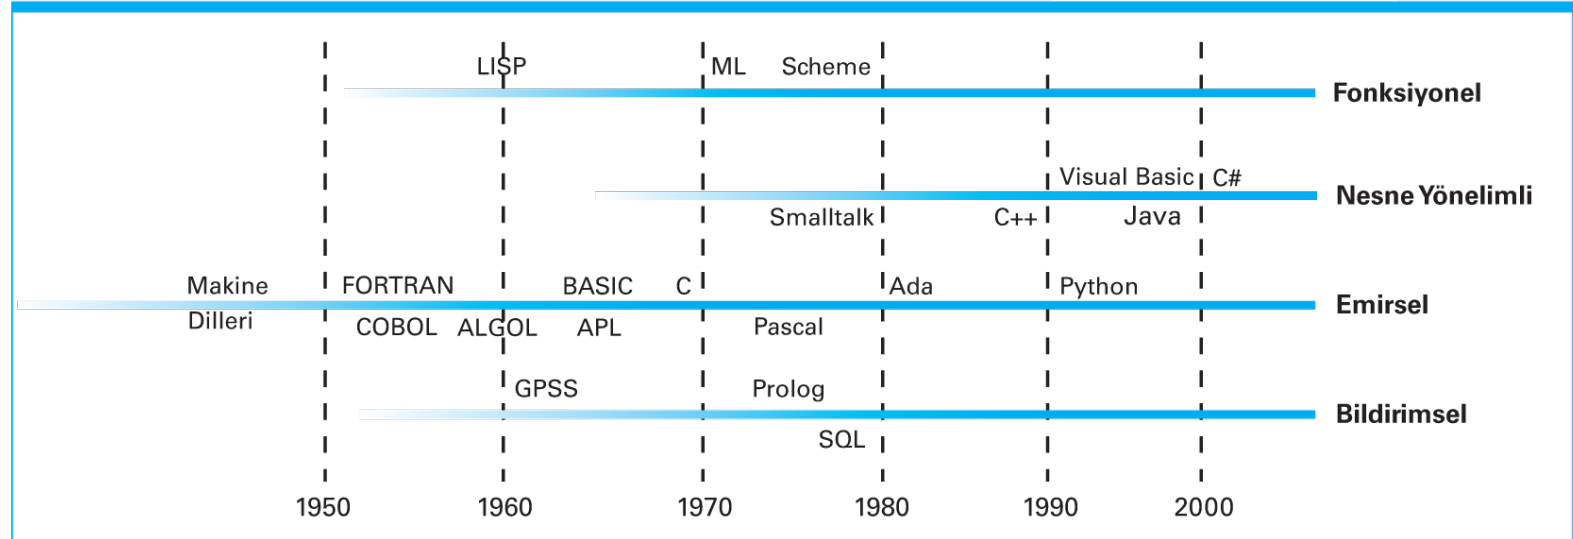 LISP ML Scheme
Fonksiyonel
Visual Basic C#
Nesne Yönelimli
Smalltalk C++ Java
Makine FORTRAN BASIC C Ada Python
Emirsel
Dilleri COBOL ALGOL APL Pascal
GPSS Prolog
Bildirimsel
SQL
1950 1960 1970 1980 1990 2000